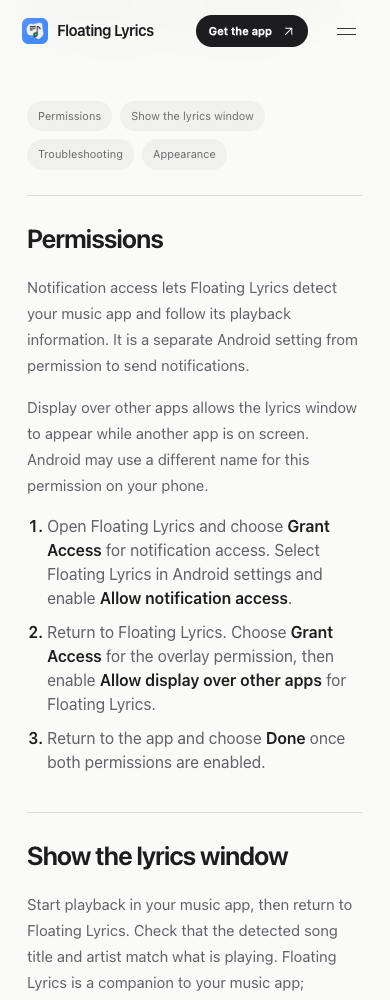 Floating Lyrics
Get the app
Permissions
Show the lyrics window
Troubleshooting
Appearance
Permissions
Notification access lets Floating Lyrics detect
your music app and follow its playback
information. It is a separate Android setting from
permission to send notifications.
Display over other apps allows the lyrics window
to appear while another app is on screen.
Android may use a different name for this
permission on your phone.
1. Open Floating Lyrics and choose Grant
Access for notification access. Select
Floating Lyrics in Android settings and
enable Allow notification access.
2. Return to Floating Lyrics. Choose Grant
Access for the overlay permission, then
enable Allow display over other apps for
Floating Lyrics.
3. Return to the app and choose Done once
both permissions are enabled.
Show the lyrics window
Start playback in your music app, then return to
Floating Lyrics. Check that the detected song
title and artist match what is playing. Floating
Lyrics is a companion to your music app;